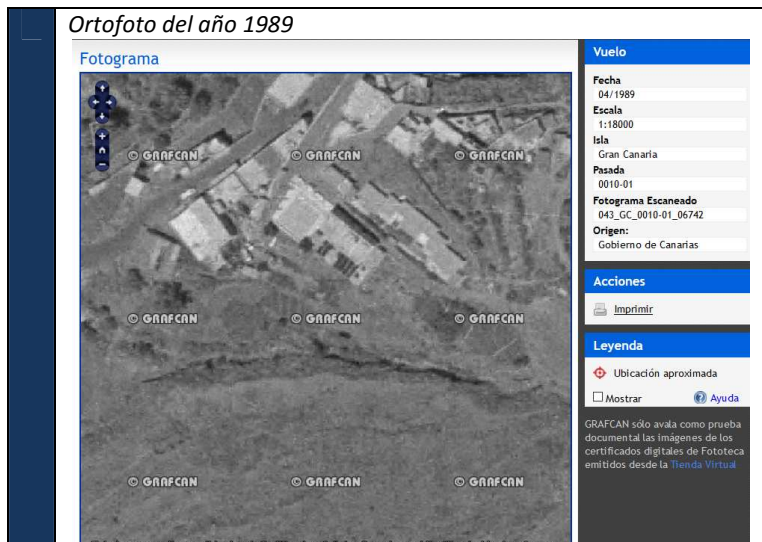 Ortofoto del año 1989
Fotograma
© GRAFCAN © GRAFCAN © GRAFCAN
© GRAFCAN © GRAFCAN © GRAFCAN
© GRAFCAN © GRAFCAN © GRAFCAN
Vuelo
Fecha
04/1989
Escala
1:18000
Isla
Gran Canaria
Pasada
0010-01
Fotograma Escaneado
043_GC_0010-01_06742
Origen:
Gobierno de Canarias
Acciones
Imprimir
Leyenda
Ubicación aproximada
Mostrar Ayuda
GRAFCAN sólo avala como prueba
documental las imágenes de los
certificados digitales de Fototeca
emitidos desde la Tienda Virtual